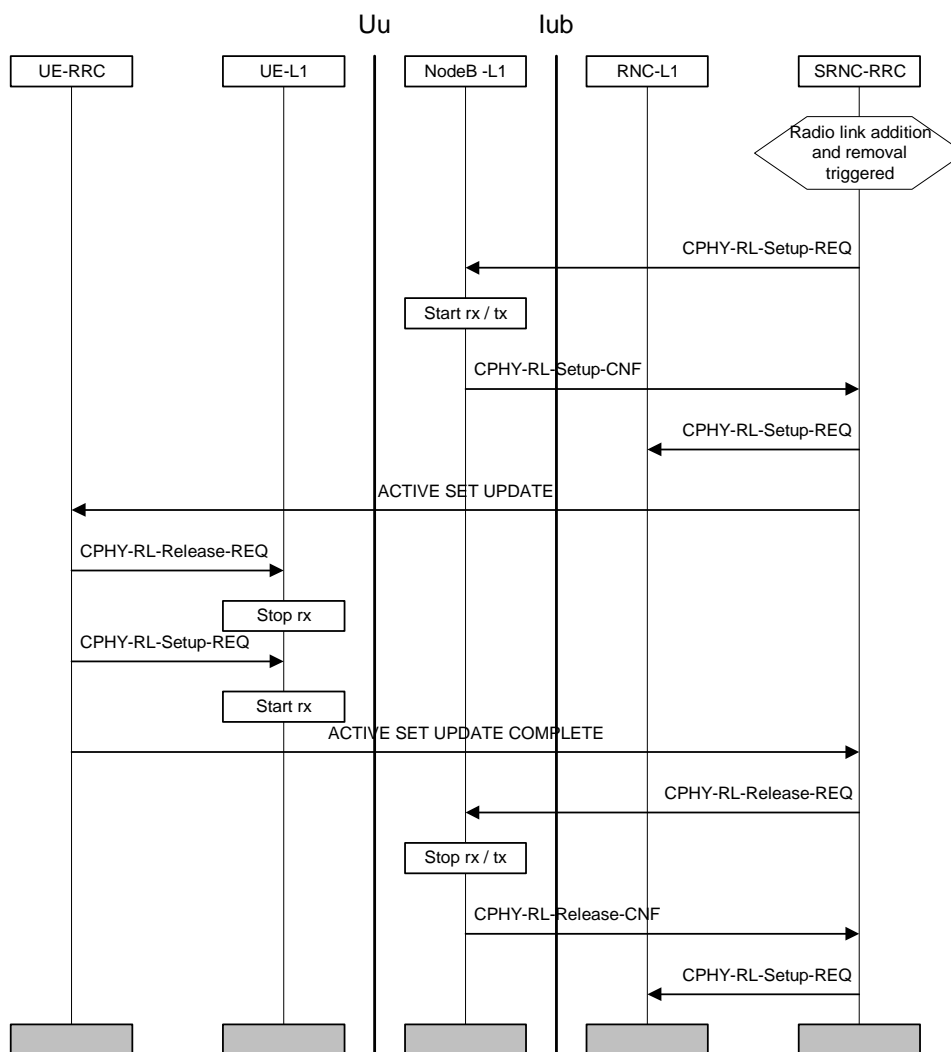 Uu
Iub
UE-RRC
UE-L1
NodeB -L1
RNC-L1
SRNC-RRC
Radio link addition
and removal
triggered
CPHY-RL-Setup-REQ
Start rx / tx
CPHY-RL-Setup-CNF
CPHY-RL-Setup-REQ
ACTIVE SET UPDATE
CPHY-RL-Release-REQ
Stop rx
CPHY-RL-Setup-REQ
Start rx
ACTIVE SET UPDATE COMPLETE
CPHY-RL-Release-REQ
Stop rx / tx
CPHY-RL-Release-CNF
CPHY-RL-Setup-REQ